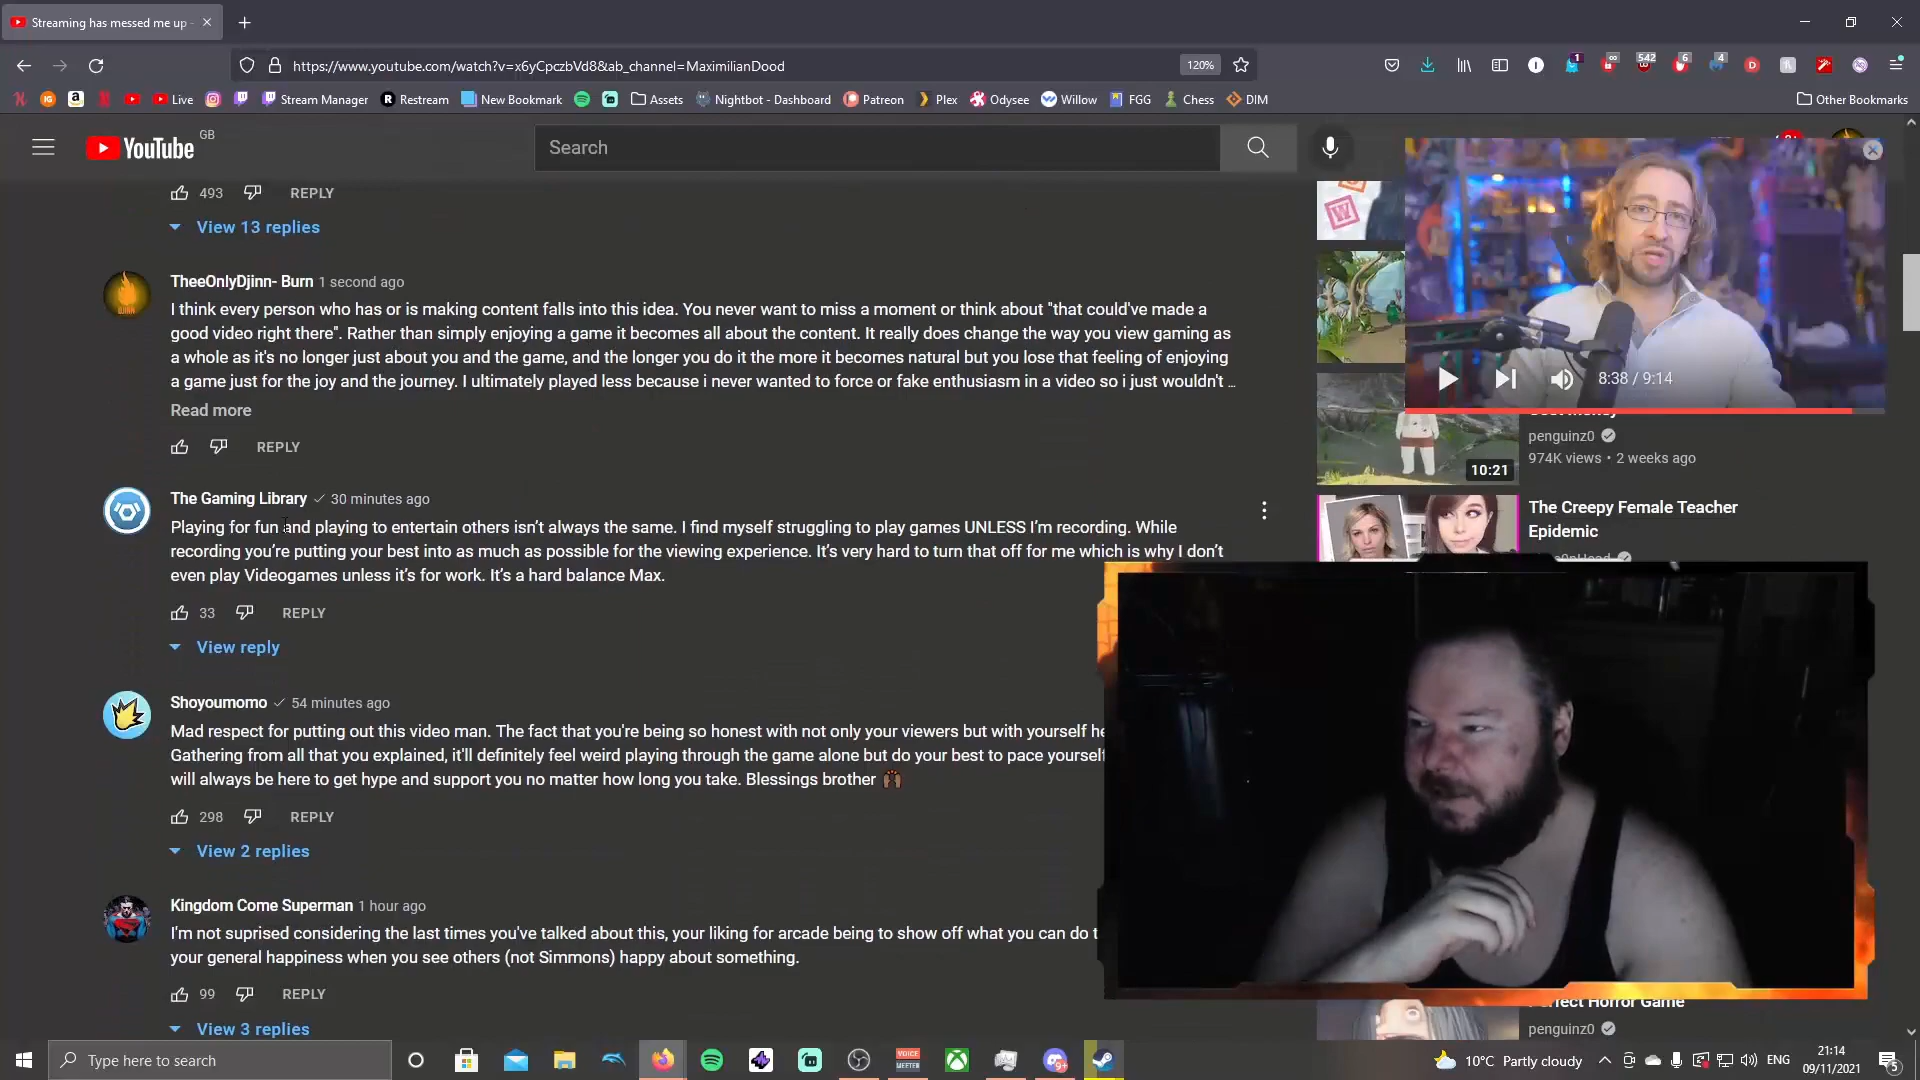 Streaming has messed me up -
https://www.youtube.com/watch?v=x6yCpczbVd8&ab_channel=MaximilianDood
120%
1
∞
542
6
4
Live
Stream Manager
Restream
New Bookmark
Assets
Nightbot - Dashboard
Patreon
Plex
Odysee
Willow
FGG
Chess
DIM
Other Bookmarks
YouTube
GB
Search
493
REPLY
View 13 replies
TheeOnlyDjinn- Burn 1 second ago
I think every person who has or is making content falls into this idea. You never want to miss a moment or think about "that could've made a
good video right there". Rather than simply enjoying a game it becomes all about the content. It really does change the way you view gaming as
a whole as it's no longer just about you and the game, and the longer you do it the more it becomes natural but you lose that feeling of enjoying
a game just for the joy and the journey. I ultimately played less because i never wanted to force or fake enthusiasm in a video so i just wouldn't ...
Read more
REPLY
The Gaming Library 30 minutes ago
Playing for fun and playing to entertain others isn't always the same. I find myself struggling to play games UNLESS I'm recording. While
recording you're putting your best into as much as possible for the viewing experience. It's very hard to turn that off for me which is why I don't
even play Videogames unless it's for work. It's a hard balance Max.
33
REPLY
View reply
Shoyoumomo 54 minutes ago
Mad respect for putting out this video man. The fact that you're being so honest with not only your viewers but with yourself he
Gathering from all that you explained, it'll definitely feel weird playing through the game alone but do your best to pace yourself
will always be here to get hype and support you no matter how long you take. Blessings brother
298
REPLY
View 2 replies
Kingdom Come Superman 1 hour ago
I'm not suprised considering the last times you've talked about this, your liking for arcade being to show off what you can do t
your general happiness when you see others (not Simmons) happy about something.
99
REPLY
View 3 replies
8:38 / 9:14
penguinz0
974K views • 2 weeks ago
10:21
The Creepy Female Teacher
Epidemic
Perfect Horror Game
penguinz0
Type here to search
VOICE
MEETER
9+
10°C Partly cloudy
ENG
21:14
09/11/2021
5